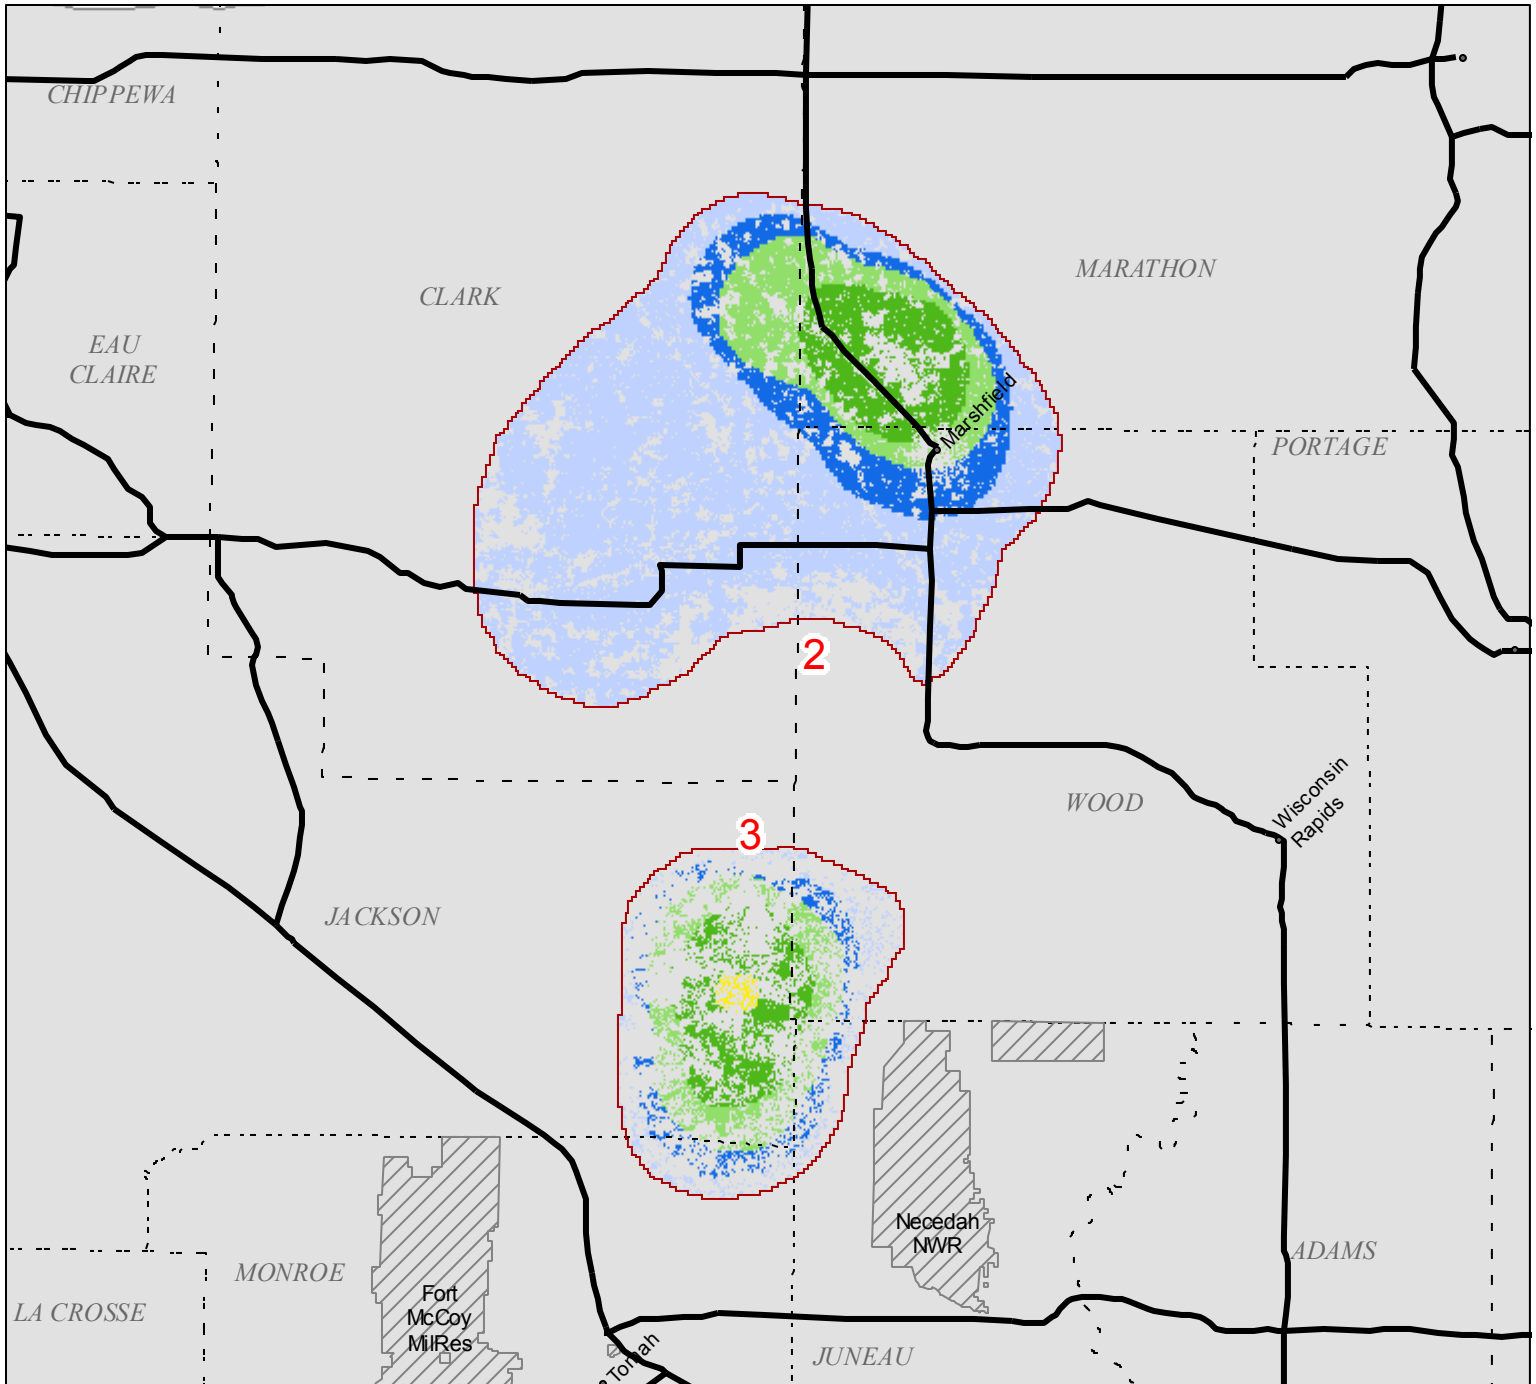 CHIPPEWA
MARATHON
CLARK
EAU
CLAIRE
Marshfield
PORTAGE
2
Wisconsin
Rapids
WOOD
3
JACKSON
Necedah
NWR
ADAMS
MONROE
Fort
McCoy
MilRes
LA CROSSE
Tomah
JUNEAU